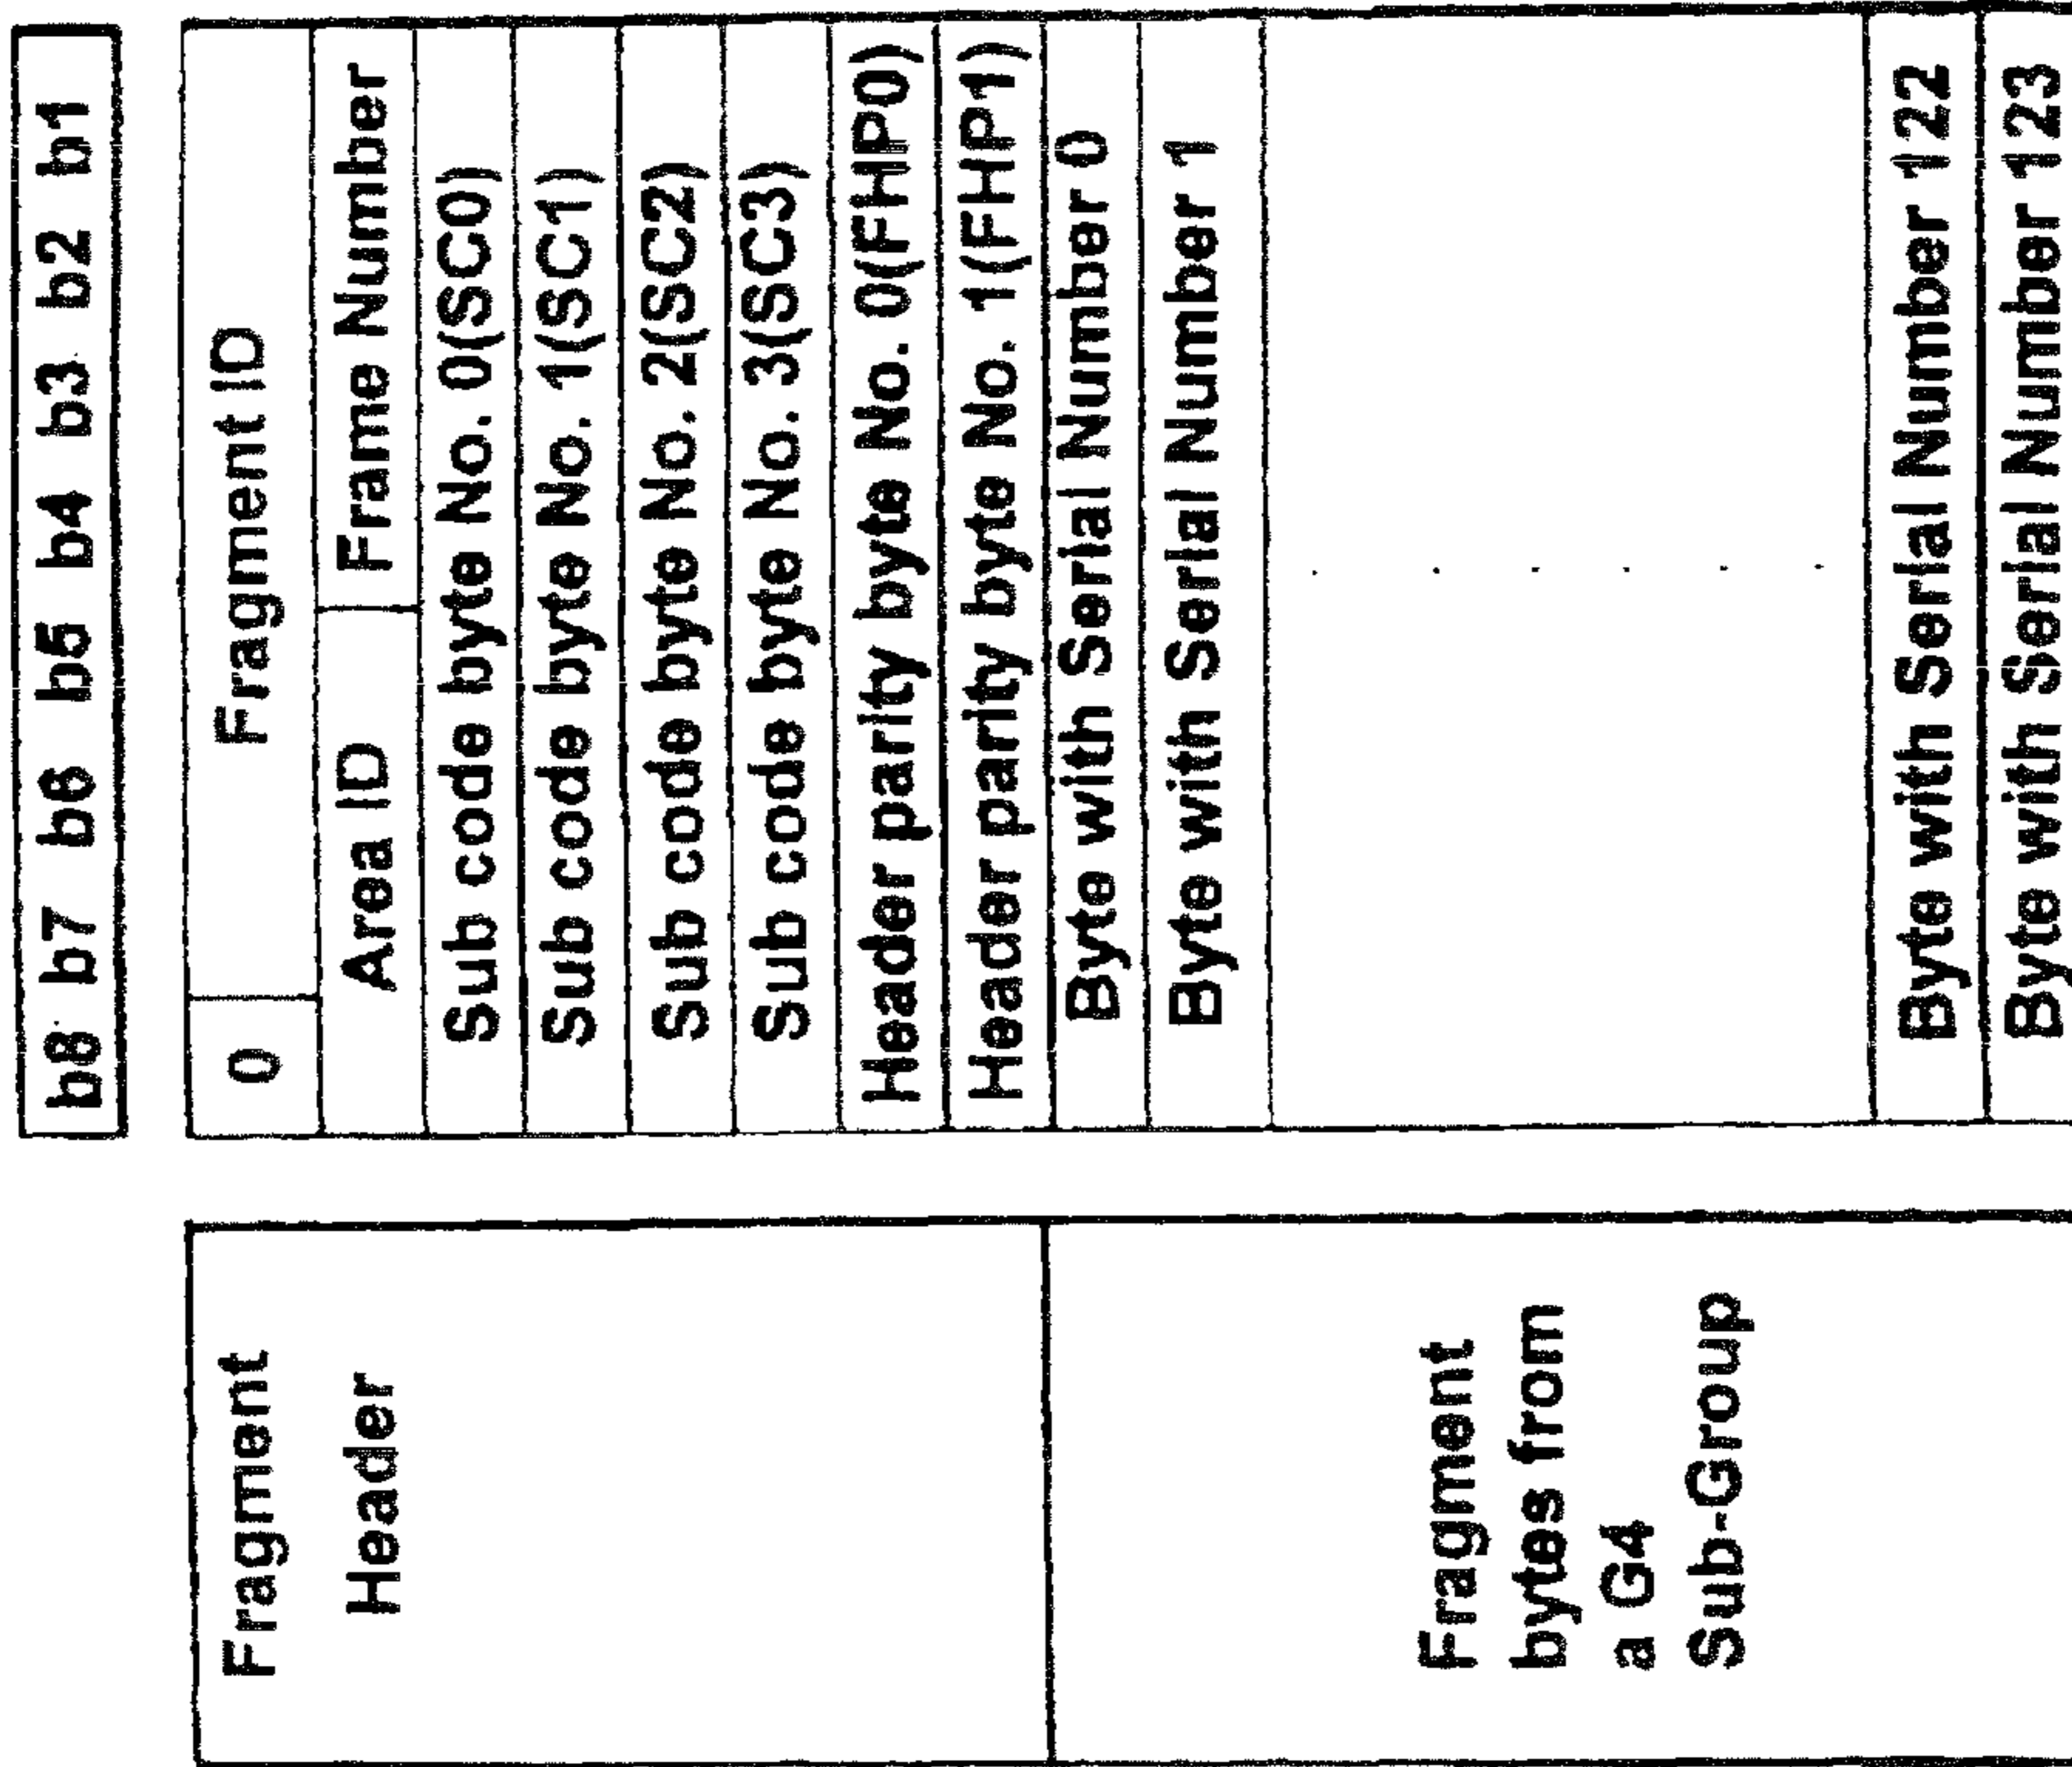 b8 b7 b6 b5 b4 b3 b2 b1
0 Fragment ID
Area ID Frame Number
Sub code byte No. 0(SC0)
Sub code byte No. 1(SC1)
Sub code byte No. 2(SC2)
Sub code byte No. 3(SC3)
Header parity byte No. 0(FHP0)
Header parity byte No. 1(FHP1)
Byte with Serial Number 0
Byte with Serial Number 1
. . . . . .
Byte with Serial Number 122
Byte with Serial Number 123
Fragment
Header
Fragment
bytes from
a G4
Sub-Group